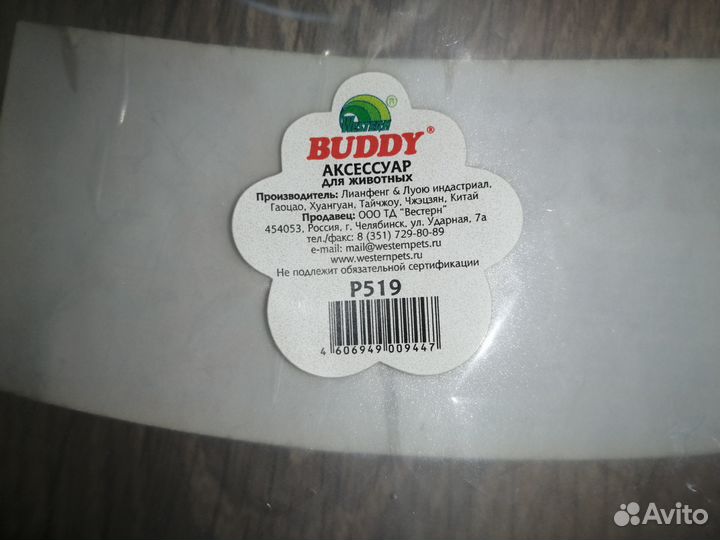 WESTERN
®
BUDDY®
АКСЕССУАР
для животных
Производитель: Лианфенг & Луою индастриал,
Гаоцао, Хуангуан, Тайчжоу, Чжэцзян, Китай
Продавец: ООО ТД "Вестерн"
454053, Россия, г. Челябинск, ул. Ударная, 7а
тел./факс: 8 (351) 729-80-89
e-mail: mail@westernpets.ru
www.westernpets.ru
Не подлежит обязательной сертификации
P519
4 606949 009447
Avito